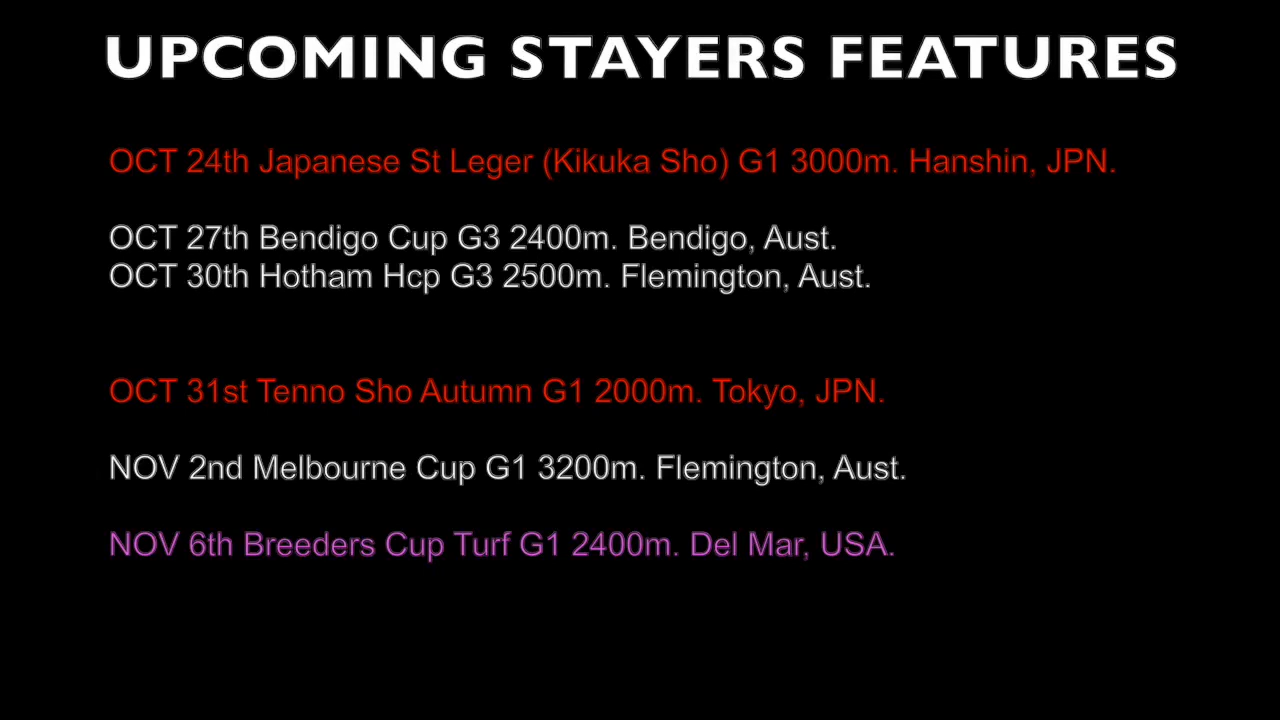 UPCOMING STAYERS FEATURES
OCT 24th Japanese St Leger (Kikuka Sho) G1 3000m. Hanshin, JPN.
OCT 27th Bendigo Cup G3 2400m. Bendigo, Aust.
OCT 30th Hotham Hcp G3 2500m. Flemington, Aust.
OCT 31st Tenno Sho Autumn G1 2000m. Tokyo, JPN.
NOV 2nd Melbourne Cup G1 3200m. Flemington, Aust.
NOV 6th Breeders Cup Turf G1 2400m. Del Mar, USA.